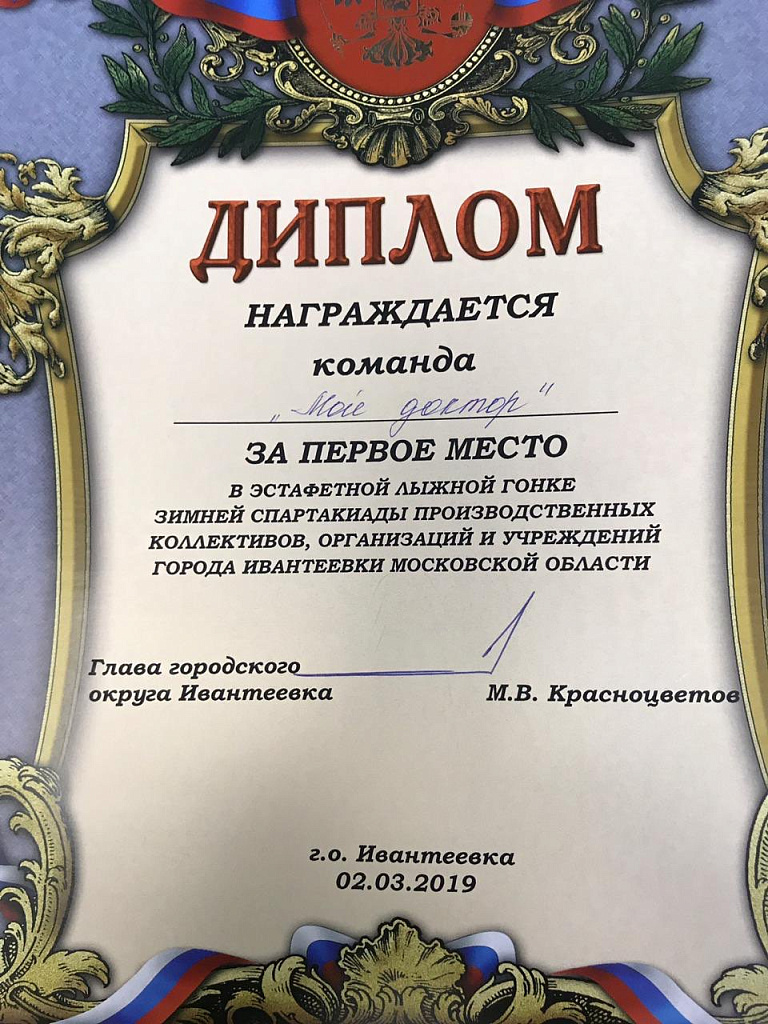 ДИПЛОМ
НАГРАЖДАЕТСЯ
команда
„Мой доктор"
ЗА ПЕРВОЕ МЕСТО
В ЭСТАФЕТНОЙ ЛЫЖНОЙ ГОНКЕ
ЗИМНЕЙ СПАРТАКИАДЫ ПРОИЗВОДСТВЕННЫХ
КОЛЛЕКТИВОВ, ОРГАНИЗАЦИЙ И УЧРЕЖДЕНИЙ
ГОРОДА ИВАНТЕЕВКИ МОСКОВСКОЙ ОБЛАСТИ
Глава городского
округа Ивантеевка М.В. Красноцветов
г.о. Ивантеевка
02.03.2019